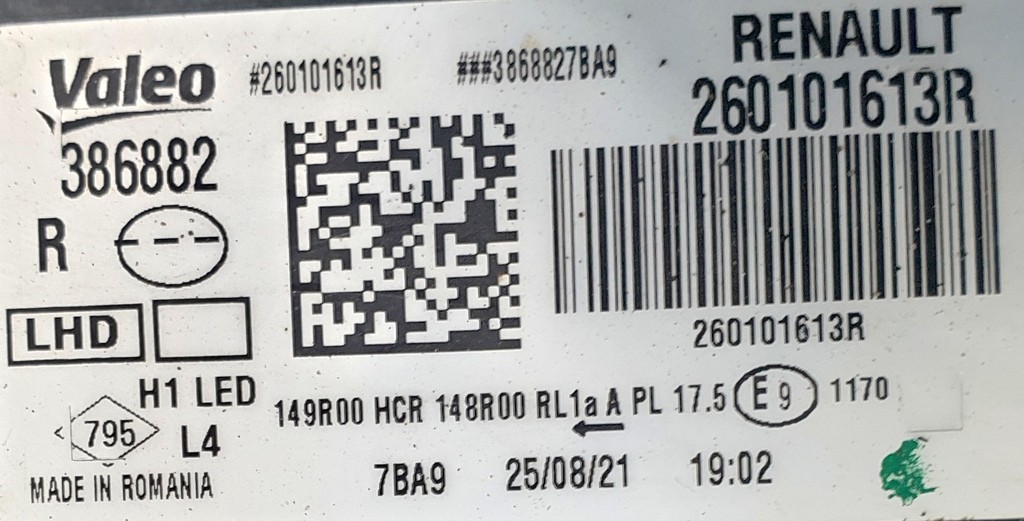 Valeo #260101613R ###3868827BA9 RENAULT
260101613R
386882
R
LHD
260101613R
H1 LED
149R00 HCR 148R00 RL1a A PL 17.5 E 9 1170
< 795 > L4
MADE IN ROMANIA 7BA9 25/08/21 19:02